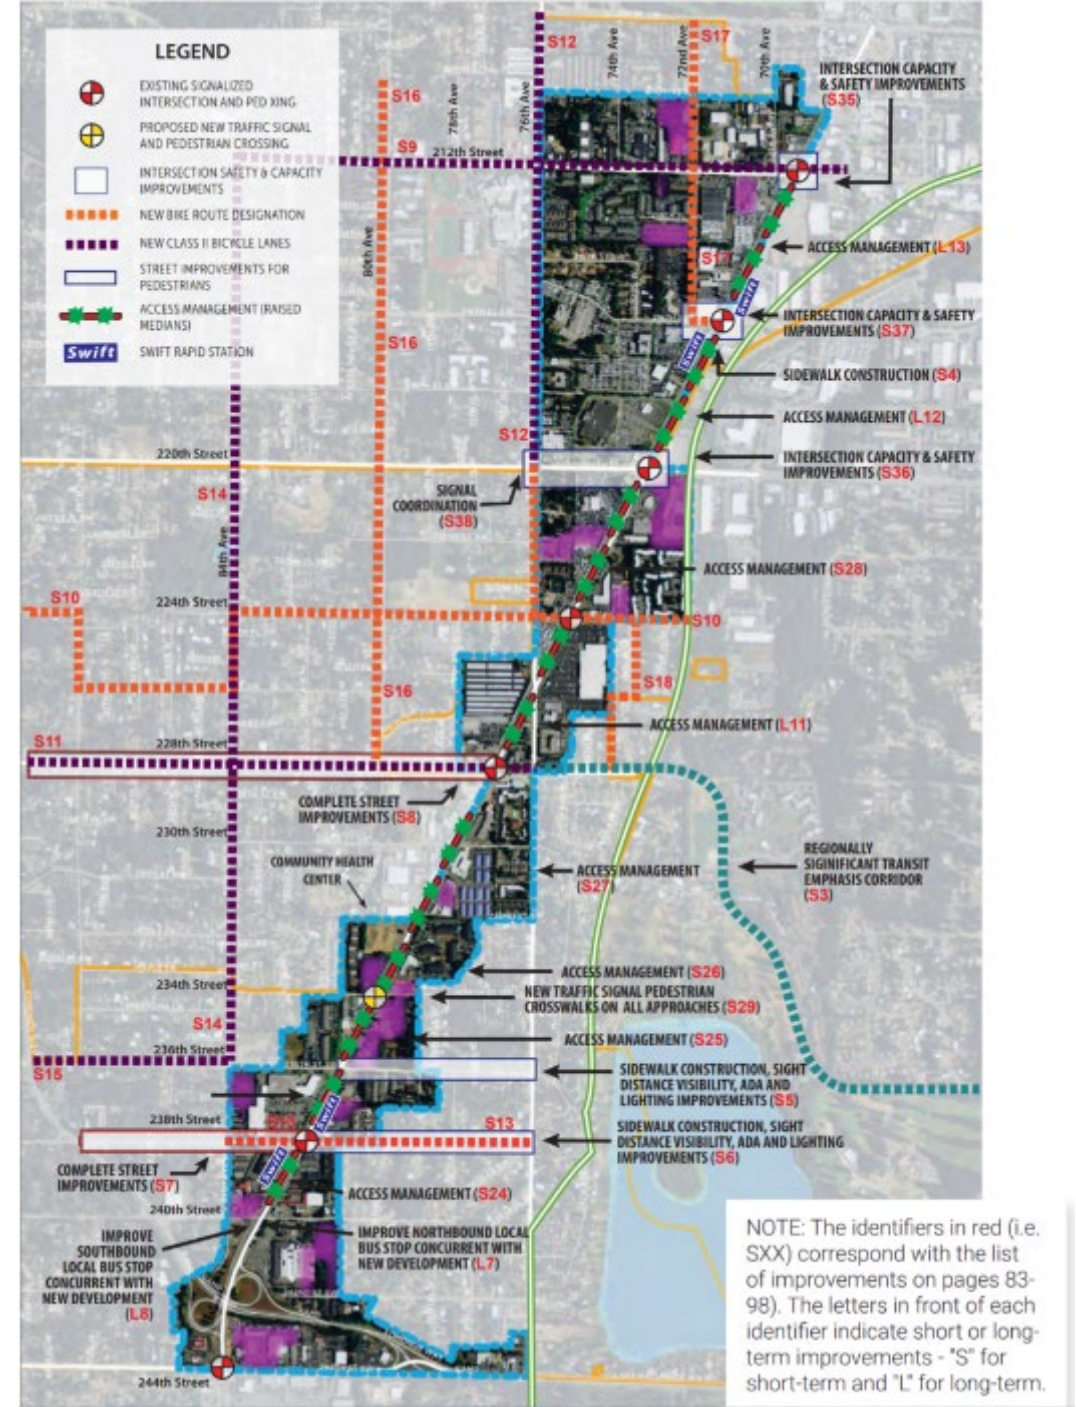 LEGEND
EXISTING SIGNALIZED
INTERSECTION AND PED XING
PROPOSED NEW TRAFFIC SIGNAL
AND PEDESTRIAN CROSSING
INTERSECTION SAFETY & CAPACITY
IMPROVEMENTS
NEW BIKE ROUTE DESIGNATION
NEW CLASS II BICYCLE LANES
STREET IMPROVEMENTS FOR
PEDESTRIANS
ACCESS MANAGEMENT (RAISED
MEDIANS)
Swift
SWIFT RAPID STATION
S12
74th Ave
72nd Ave
S17
70th Ave
INTERSECTION CAPACITY
& SAFETY IMPROVEMENTS
(S35)
S16
78th Ave
76th Ave
S9
212th Street
80th Ave
ACCESS MANAGEMENT (L13)
S17
Swift
INTERSECTION CAPACITY & SAFETY
IMPROVEMENTS (S37)
S16
Swift
SIDEWALK CONSTRUCTION (S4)
ACCESS MANAGEMENT (L12)
S12
220th Street
INTERSECTION CAPACITY & SAFETY
IMPROVEMENTS (S36)
S14
SIGNAL
COORDINATION
(S38)
84th Ave
ACCESS MANAGEMENT (S28)
S10
224th Street
S10
S16
S18
ACCESS MANAGEMENT (L11)
S11
228th Street
COMPLETE STREET
IMPROVEMENTS (S8)
230th Street
COMMUNITY HEALTH
CENTER
ACCESS MANAGEMENT
(S27)
REGIONALLY
SIGINIFICANT TRANSIT
EMPHASIS CORRIDOR
(S3)
ACCESS MANAGEMENT (S26)
234th Street
NEW TRAFFIC SIGNAL PEDESTRIAN
CROSSWALKS ON ALL APPROACHES (S29)
S14
ACCESS MANAGEMENT (S25)
236th Street
S15
SIDEWALK CONSTRUCTION, SIGHT
DISTANCE VISIBILITY, ADA AND
LIGHTING IMPROVEMENTS (S5)
Swift
238th Street
S13
S13
SIDEWALK CONSTRUCTION, SIGHT
DISTANCE VISIBILITY, ADA AND LIGHTING
IMPROVEMENTS (S6)
Swift
COMPLETE STREET
IMPROVEMENTS (S7)
ACCESS MANAGEMENT (S24)
240th Street
IMPROVE
SOUTHBOUND
LOCAL BUS STOP
CONCURRENT WITH
NEW DEVELOPMENT
(L8)
IMPROVE NORTHBOUND LOCAL
BUS STOP CONCURRENT WITH
NEW DEVELOPMENT (L7)
244th Street
NOTE: The identifiers in red (i.e.
SXX) correspond with the list
of improvements on pages 83-
98). The letters in front of each
identifier indicate short or long-
term improvements - "S" for
short-term and "L" for long-term.